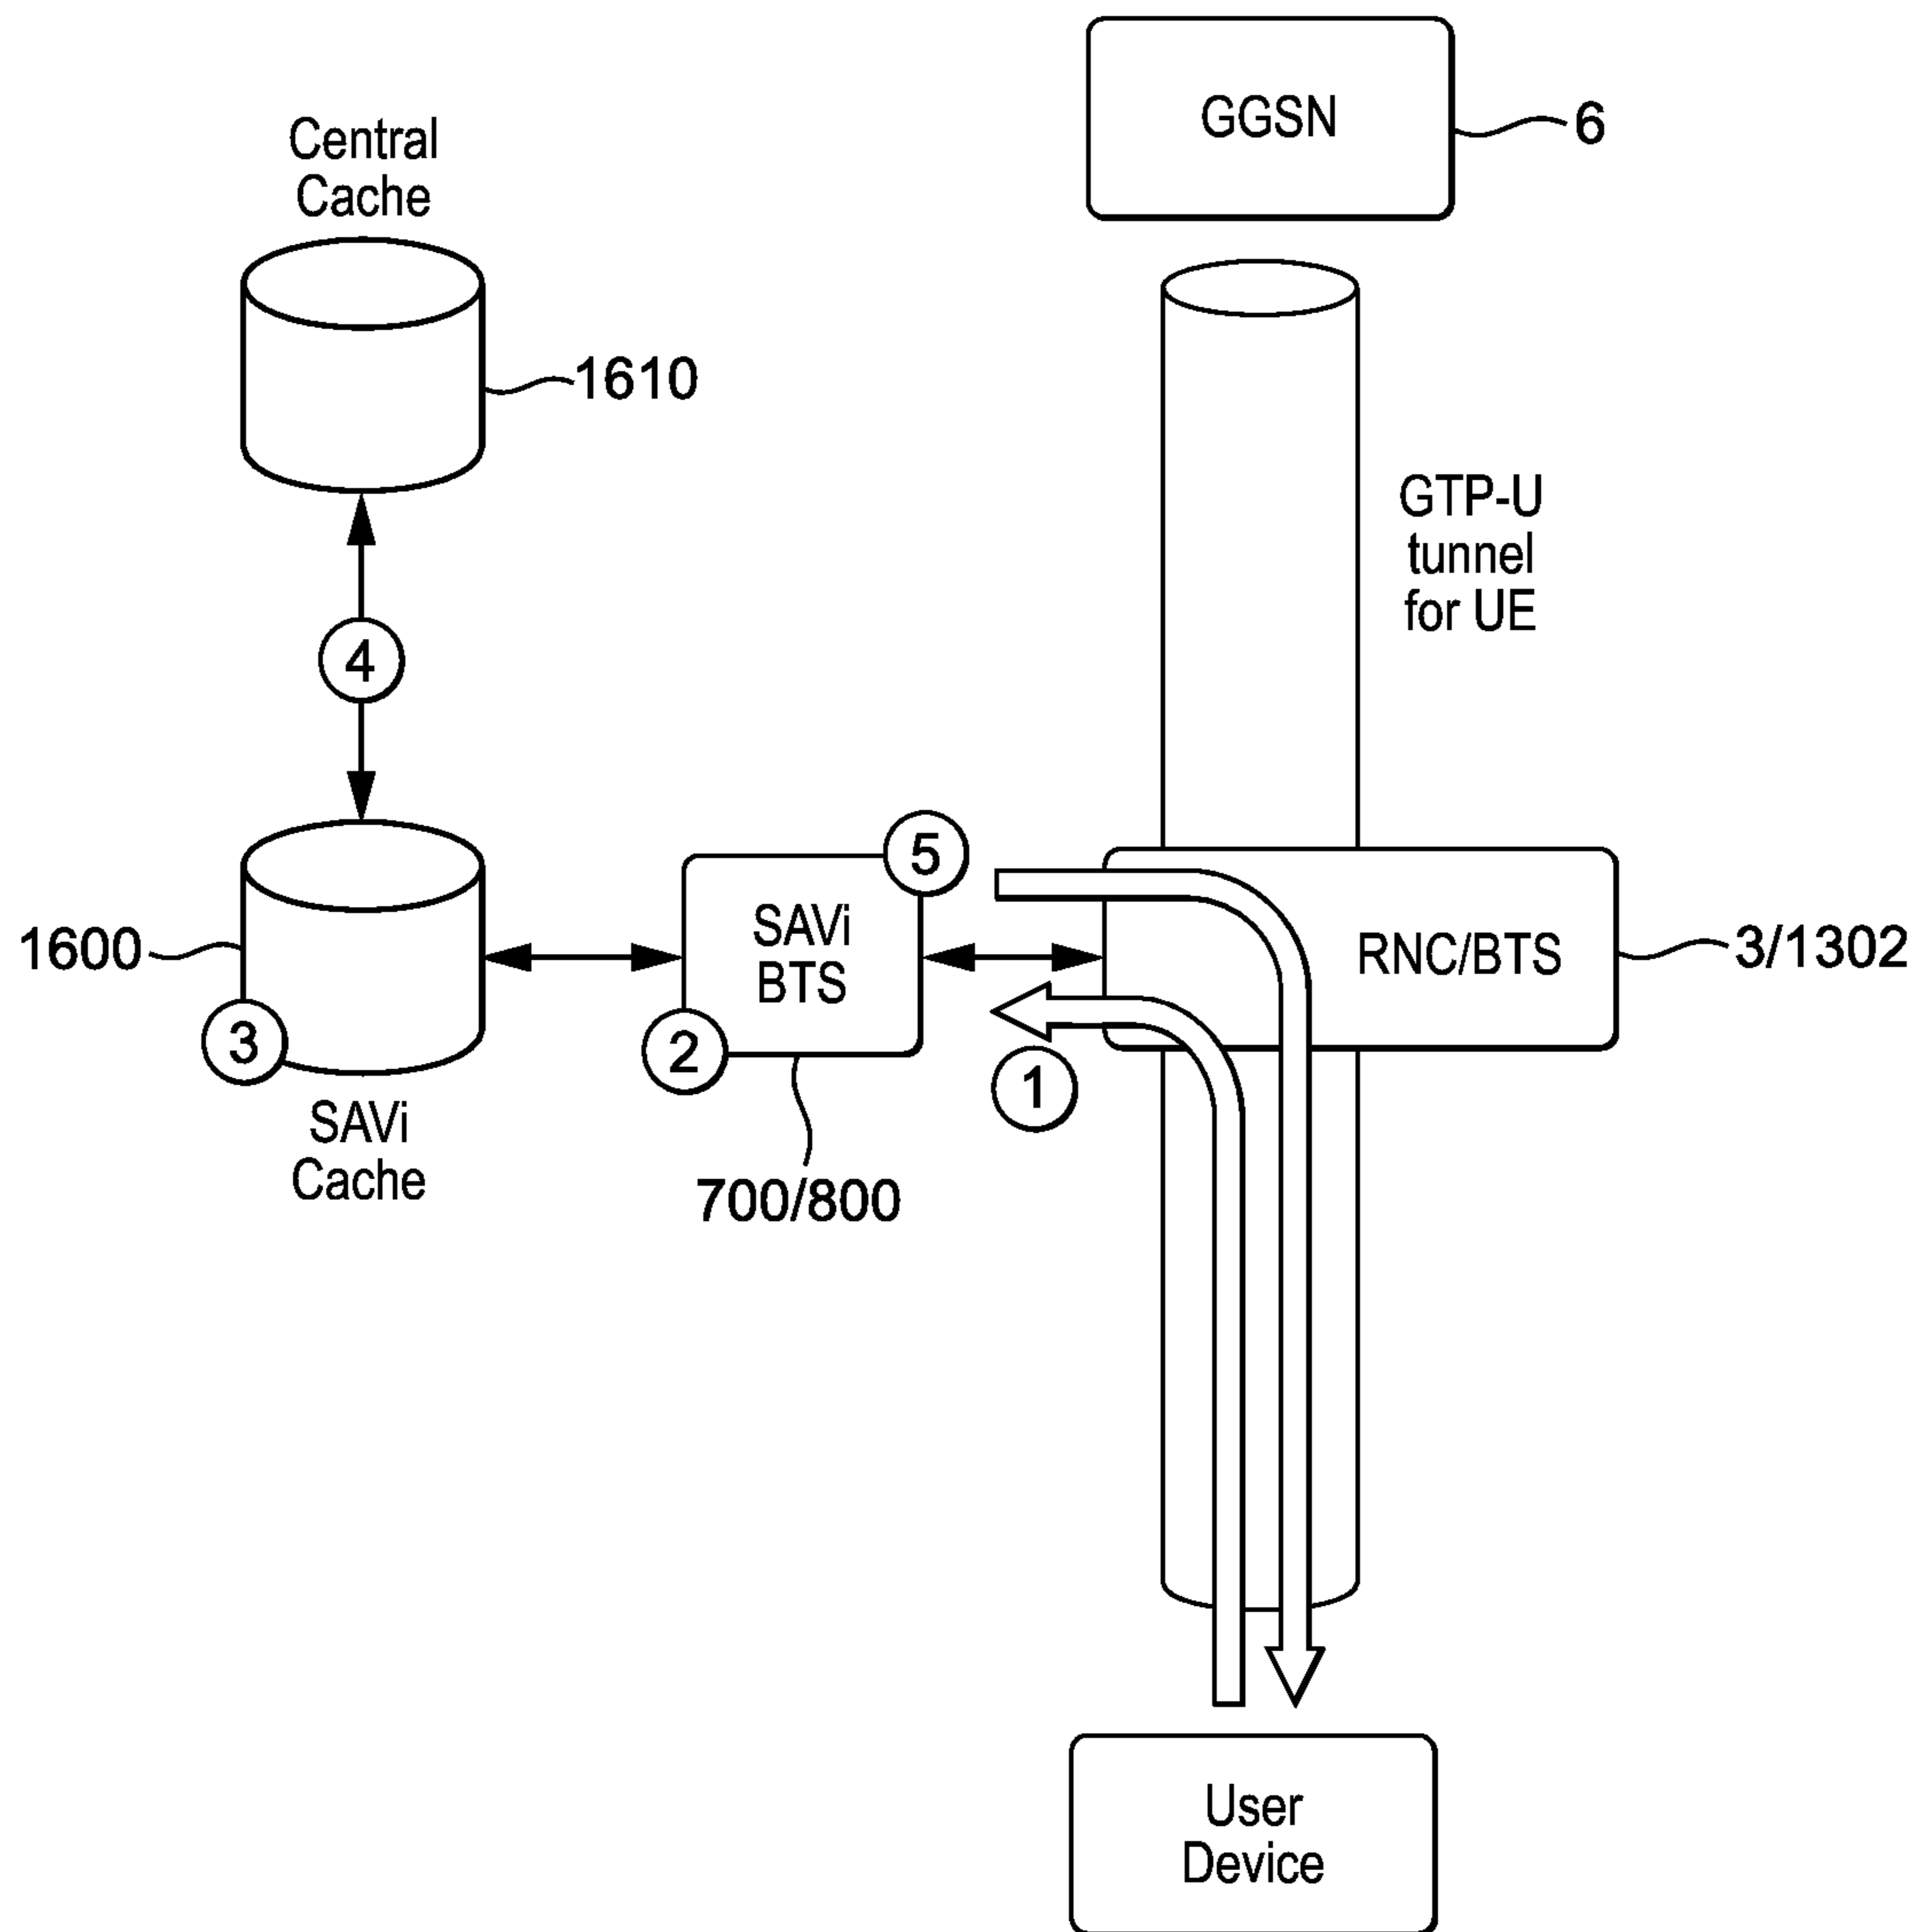 GGSN
6
Central
Cache
1610
GTP-U
tunnel
for UE
4
5
SAVi
BTS
RNC/BTS
3/1302
1600
3
2
1
SAVi
Cache
700/800
User
Device